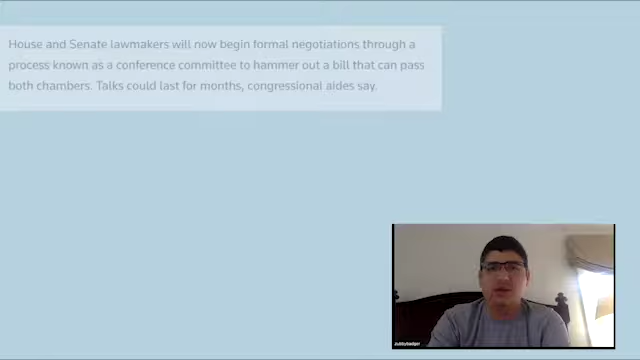 House and Senate lawmakers will now begin formal negotiations through a
process known as a conference committee to hammer out a bill that can pass
both chambers. Talks could last for months, congressional aides say.
zubbybadger